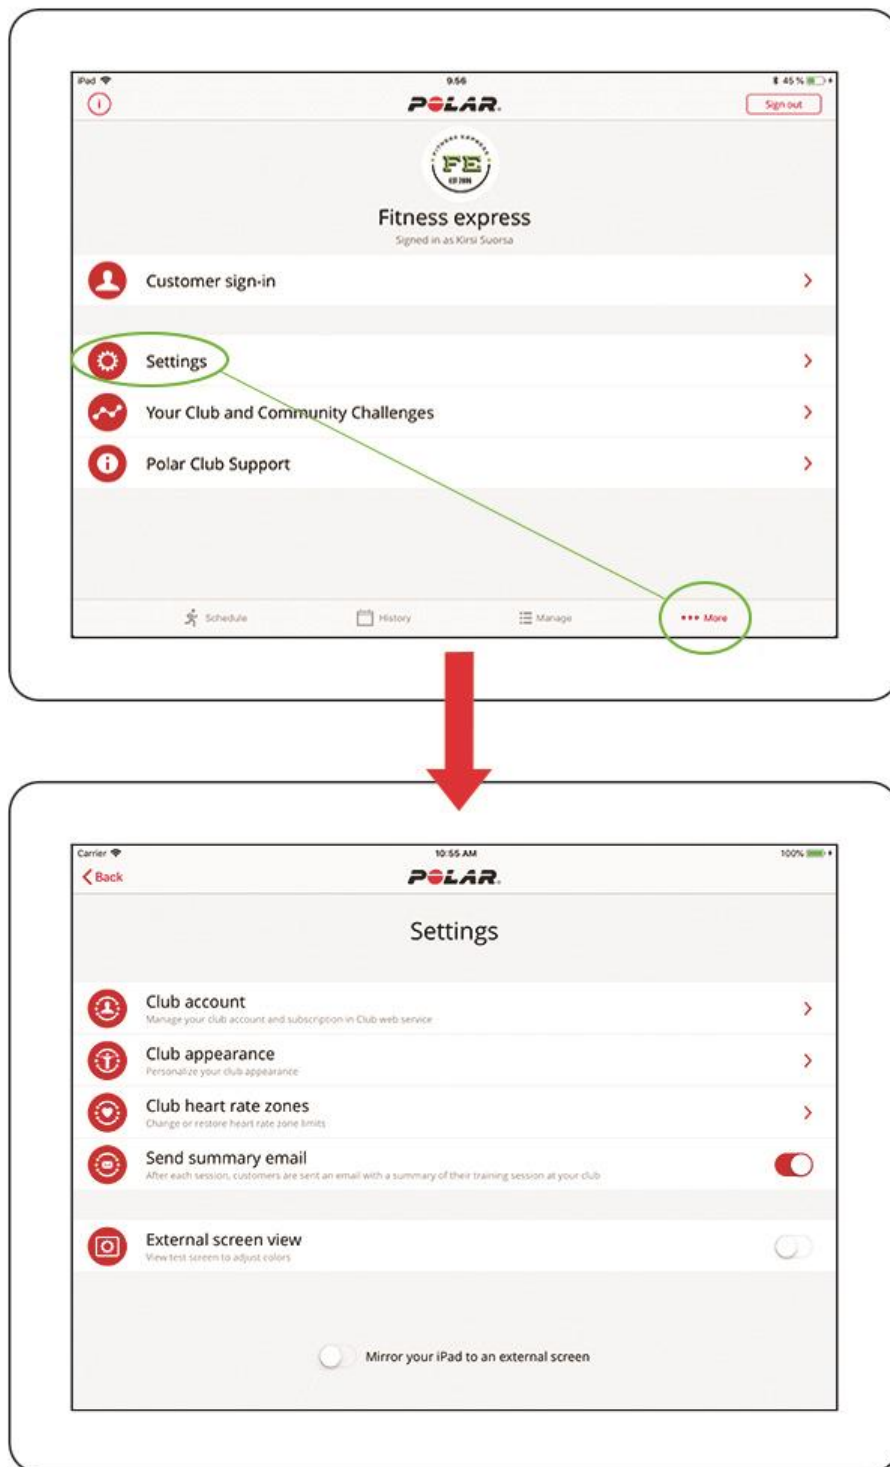 iPad
9.56
45 %
POLAR.
Sign out
FITNESS EXPRESS
FE
EST 2006
Fitness express
Signed in as Kirsi Suorsa
Customer sign-in
Settings
Your Club and Community Challenges
Polar Club Support
Schedule
History
Manage
More
Carrier
10:55 AM
100%
Back
POLAR.
Settings
Club account
Manage your club account and subscription in Club web service
Club appearance
Personalize your club appearance
Club heart rate zones
Change or restore heart rate zone limits
Send summary email
After each session, customers are sent an email with a summary of their training session at your club
External screen view
View test screen to adjust colors
Mirror your iPad to an external screen